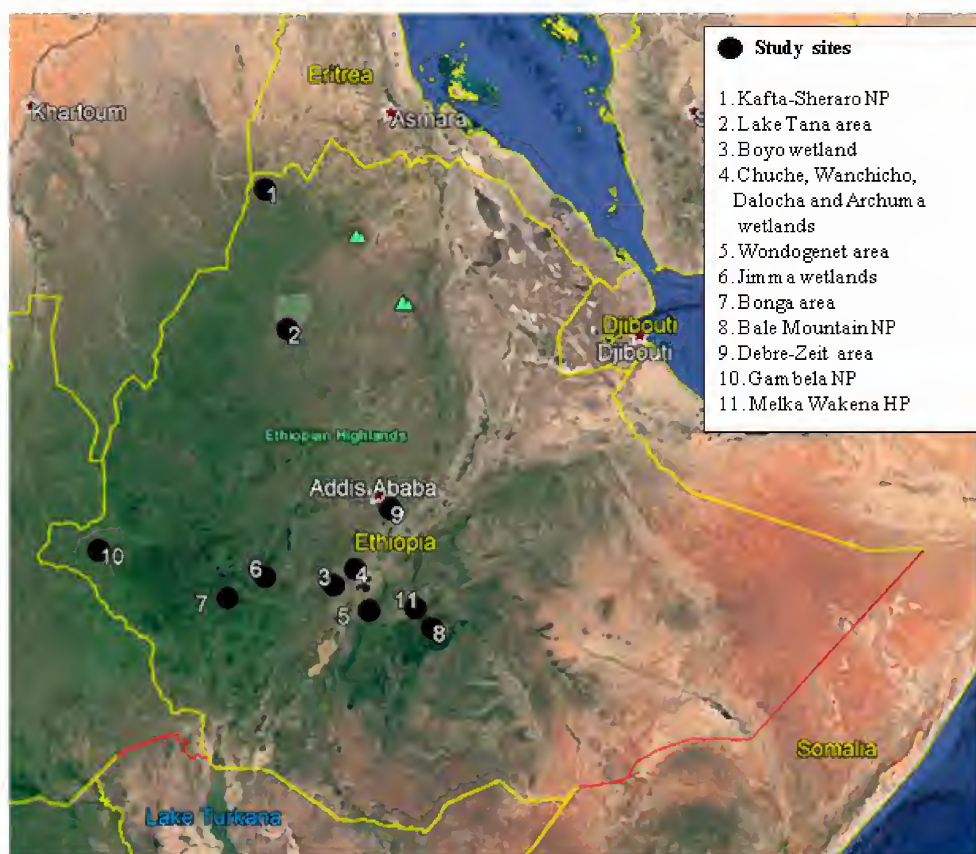 Study sites
1. Kafta-Sheraro NP
2. Lake Tana area
3. Boyo wetland
4. Chuche, Wanchicho,
Dalocha and Archuma
wetlands
5. Wondogenet area
6. Jimma wetlands
7. Bonga area
8. Bale Mountain NP
9. Debre-Zeit area
10. Gambela NP
11. Melka Wakena HP
Eritrea
Khartoum
Asmara
S
1
2
Djibouti
Djibouti
Ethiopian Highlands
Addis Ababa
9
Ethiopia
10
6
3
4
7
5
11
8
Somalia
Lake Turkana